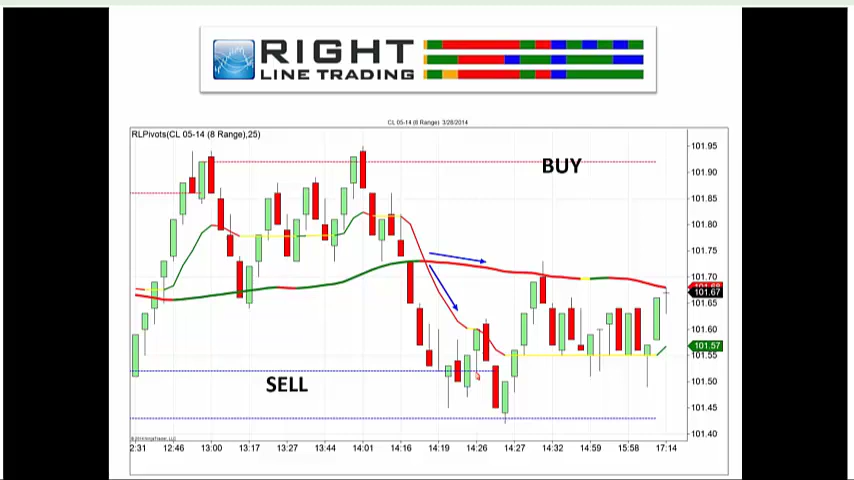 RIGHT
LINE TRADING
CL 05-14 (8 Range) 3/28/2014
RLPivots(CL 05-14 (8 Range),25)
101.95
BUY
101.90
101.85
101.80
101.75
101.70
101.68
101.67
101.65
101.60
101.57
101.55
101.50
SELL
101.45
101.40
2:31 12:46 13:00 13:17 13:27 13:44 14:01 14:16 14:19 14:26 14:27 14:32 14:59 15:58 17:14